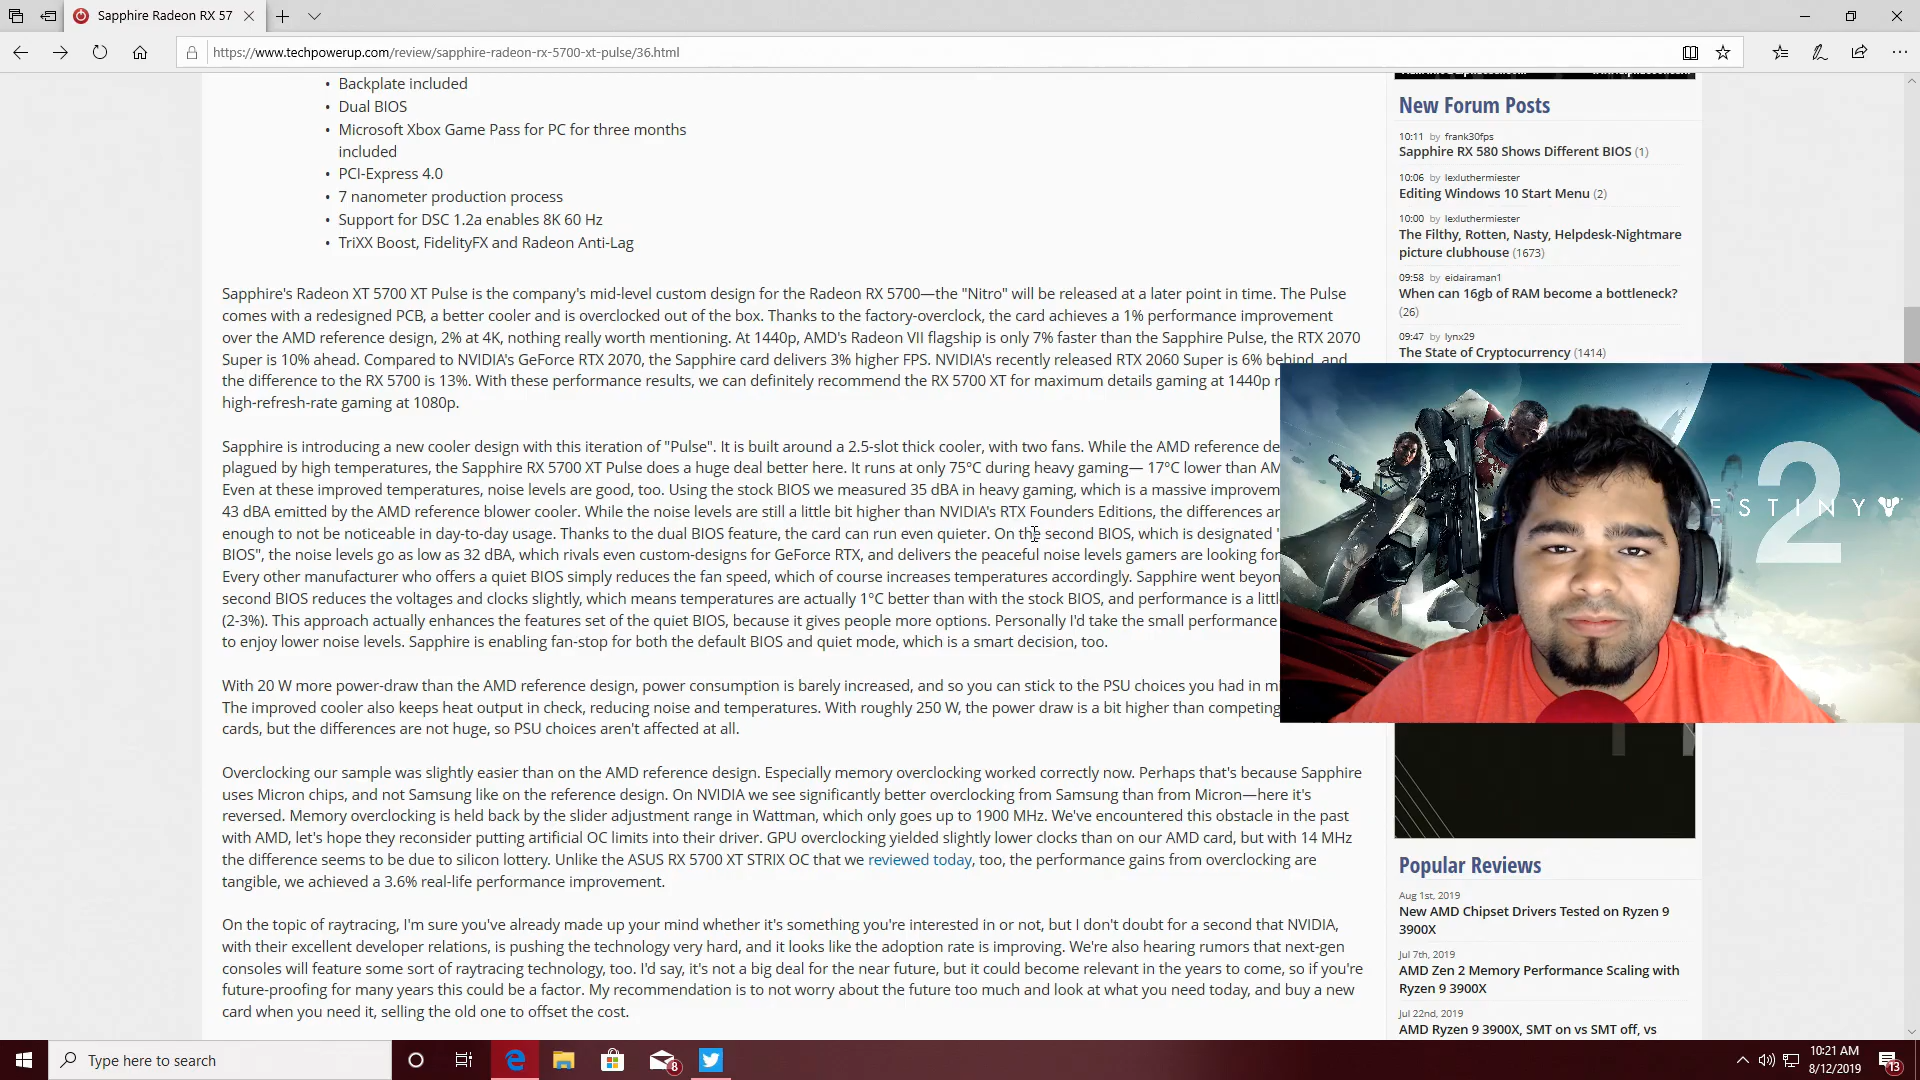 Sapphire Radeon RX 57
https://www.techpowerup.com/review/sapphire-radeon-rx-5700-xt-pulse/36.html
• Backplate included
• Dual BIOS
• Microsoft Xbox Game Pass for PC for three months
included
• PCI-Express 4.0
• 7 nanometer production process
• Support for DSC 1.2a enables 8K 60 Hz
• TriXX Boost, FidelityFX and Radeon Anti-Lag
Sapphire's Radeon XT 5700 XT Pulse is the company's mid-level custom design for the Radeon RX 5700—the "Nitro" will be released at a later point in time. The Pulse
comes with a redesigned PCB, a better cooler and is overclocked out of the box. Thanks to the factory-overclock, the card achieves a 1% performance improvement
over the AMD reference design, 2% at 4K, nothing really worth mentioning. At 1440p, AMD's Radeon VII flagship is only 7% faster than the Sapphire Pulse, the RTX 2070
Super is 10% ahead. Compared to NVIDIA's GeForce RTX 2070, the Sapphire card delivers 3% higher FPS. NVIDIA's recently released RTX 2060 Super is 6% behind, and
the difference to the RX 5700 is 13%. With these performance results, we can definitely recommend the RX 5700 XT for maximum details gaming at 1440p
high-refresh-rate gaming at 1080p.
Sapphire is introducing a new cooler design with this iteration of "Pulse". It is built around a 2.5-slot thick cooler, with two fans. While the AMD reference de
plagued by high temperatures, the Sapphire RX 5700 XT Pulse does a huge deal better here. It runs at only 75°C during heavy gaming— 17°C lower than AM
Even at these improved temperatures, noise levels are good, too. Using the stock BIOS we measured 35 dBA in heavy gaming, which is a massive improvem
43 dBA emitted by the AMD reference blower cooler. While the noise levels are still a little bit higher than NVIDIA's RTX Founders Editions, the differences ar
enough to not be noticeable in day-to-day usage. Thanks to the dual BIOS feature, the card can run even quieter. On the second BIOS, which is designated "
BIOS", the noise levels go as low as 32 dBA, which rivals even custom-designs for GeForce RTX, and delivers the peaceful noise levels gamers are looking for
Every other manufacturer who offers a quiet BIOS simply reduces the fan speed, which of course increases temperatures accordingly. Sapphire went beyon
second BIOS reduces the voltages and clocks slightly, which means temperatures are actually 1°C better than with the stock BIOS, and performance is a littl
(2-3%). This approach actually enhances the features set of the quiet BIOS, because it gives people more options. Personally I'd take the small performance
to enjoy lower noise levels. Sapphire is enabling fan-stop for both the default BIOS and quiet mode, which is a smart decision, too.
With 20 W more power-draw than the AMD reference design, power consumption is barely increased, and so you can stick to the PSU choices you had in m
The improved cooler also keeps heat output in check, reducing noise and temperatures. With roughly 250 W, the power draw is a bit higher than competing
cards, but the differences are not huge, so PSU choices aren't affected at all.
Overclocking our sample was slightly easier than on the AMD reference design. Especially memory overclocking worked correctly now. Perhaps that's because Sapphire
uses Micron chips, and not Samsung like on the reference design. On NVIDIA we see significantly better overclocking from Samsung than from Micron—here it's
reversed. Memory overclocking is held back by the slider adjustment range in Wattman, which only goes up to 1900 MHz. We've encountered this obstacle in the past
with AMD, let's hope they reconsider putting artificial OC limits into their driver. GPU overclocking yielded slightly lower clocks than on our AMD card, but with 14 MHz
the difference seems to be due to silicon lottery. Unlike the ASUS RX 5700 XT STRIX OC that we reviewed today, too, the performance gains from overclocking are
tangible, we achieved a 3.6% real-life performance improvement.
On the topic of raytracing, I'm sure you've already made up your mind whether it's something you're interested in or not, but I don't doubt for a second that NVIDIA,
with their excellent developer relations, is pushing the technology very hard, and it looks like the adoption rate is improving. We're also hearing rumors that next-gen
consoles will feature some sort of raytracing technology, too. I'd say, it's not a big deal for the near future, but it could become relevant in the years to come, so if you're
future-proofing for many years this could be a factor. My recommendation is to not worry about the future too much and look at what you need today, and buy a new
card when you need it, selling the old one to offset the cost.
New Forum Posts
10:11 by frank30fps
Sapphire RX 580 Shows Different BIOS (1)
10:06 by lexluthermiester
Editing Windows 10 Start Menu (2)
10:00 by lexluthermiester
The Filthy, Rotten, Nasty, Helpdesk-Nightmare
picture clubhouse (1673)
09:58 by eidairaman1
When can 16gb of RAM become a bottleneck?
(26)
09:47 by lynx29
The State of Cryptocurrency (1414)
2
ESTINY
Popular Reviews
Aug 1st, 2019
New AMD Chipset Drivers Tested on Ryzen 9
3900X
Jul 7th, 2019
AMD Zen 2 Memory Performance Scaling with
Ryzen 9 3900X
Jul 22nd, 2019
AMD Ryzen 9 3900X, SMT on vs SMT off, vs
Type here to search
8
10:21 AM
8/12/2019
13